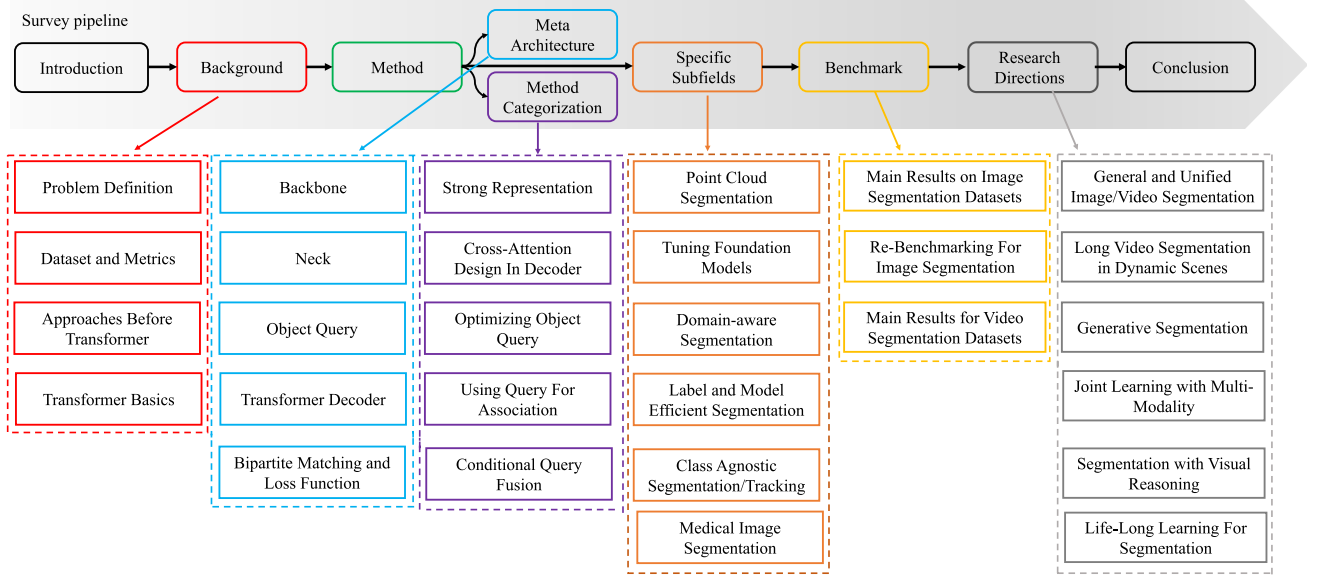 Survey pipeline
Introduction
Background
Method
Meta
Architecture
Method
Categorization
Specific
Subfields
Benchmark
Research
Directions
Conclusion
Problem Definition
Dataset and Metrics
Approaches Before
Transformer
Transformer Basics
Backbone
Neck
Object Query
Transformer Decoder
Bipartite Matching and
Loss Function
Strong Representation
Cross-Attention
Design In Decoder
Optimizing Object
Query
Using Query For
Association
Conditional Query
Fusion
Point Cloud
Segmentation
Tuning Foundation
Models
Domain-aware
Segmentation
Label and Model
Efficient Segmentation
Class Agnostic
Segmentation/Tracking
Medical Image
Segmentation
Main Results on Image
Segmentation Datasets
Re-Benchmarking For
Image Segmentation
Main Results for Video
Segmentation Datasets
General and Unified
Image/Video Segmentation
Long Video Segmentation
in Dynamic Scenes
Generative Segmentation
Joint Learning with Multi-
Modality
Segmentation with Visual
Reasoning
Life-Long Learning For
Segmentation